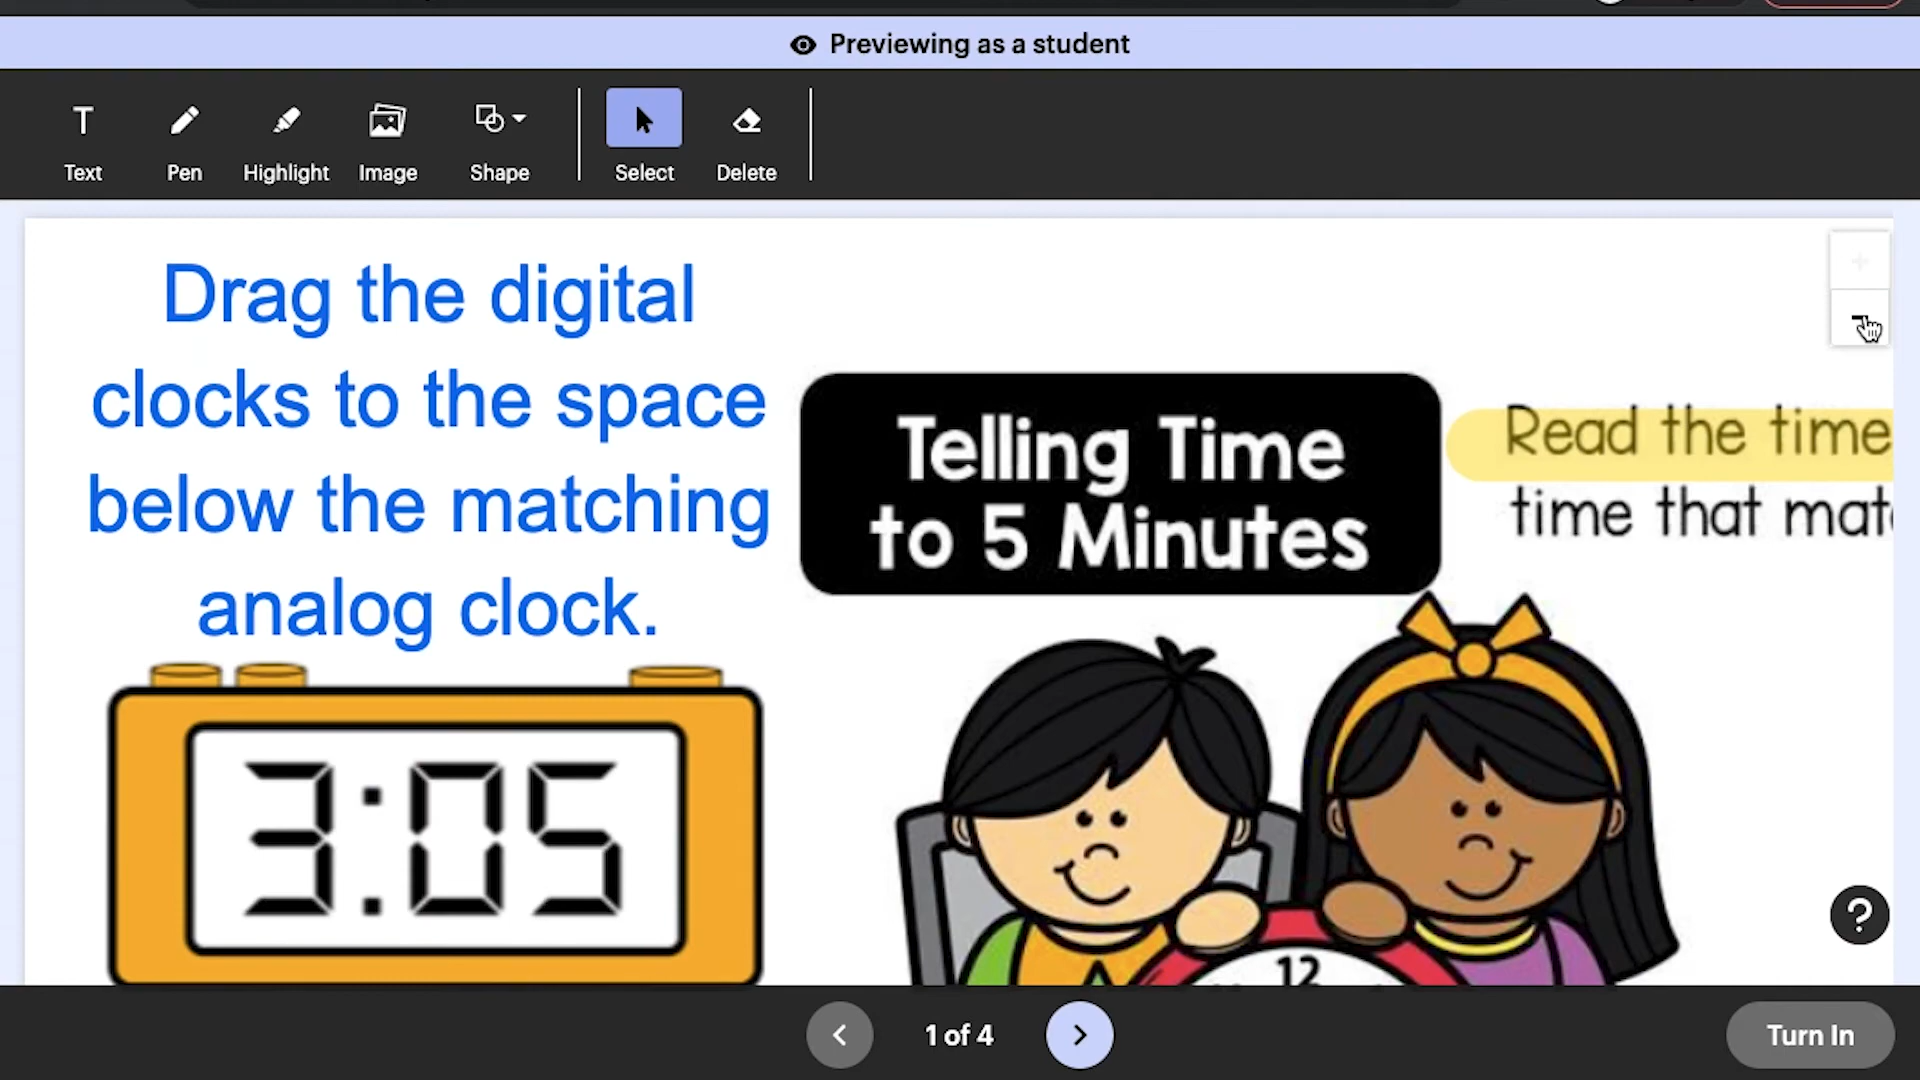 Previewing as a student
Text
Pen
Highlight
Image
Shape
Select
Delete
Drag the digital
clocks to the space
below the matching
analog clock.
Telling Time
to 5 Minutes
Read the time
time that mat
3:05
12
1 of 4
Turn In
?